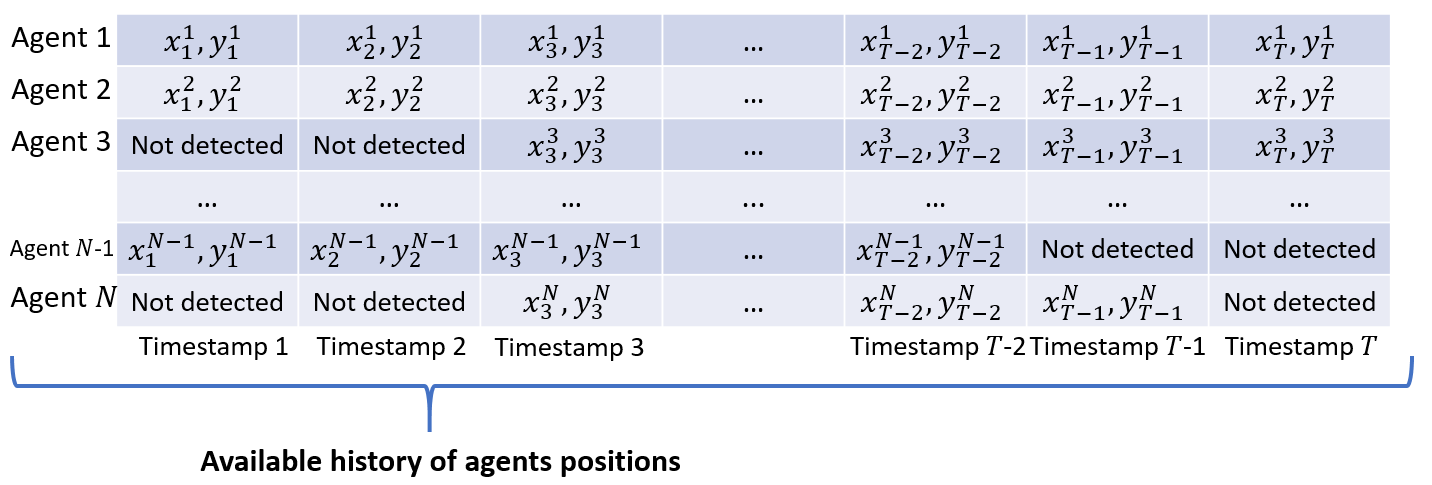 Agent 1 x_1^1, y_1^1 x_2^1, y_2^1 x_3^1, y_3^1 ... x_{T−2}^1, y_{T−2}^1 x_{T−1}^1, y_{T−1}^1 x_T^1, y_T^1
Agent 2 x_1^2, y_1^2 x_2^2, y_2^2 x_3^2, y_3^2 ... x_{T−2}^2, y_{T−2}^2 x_{T−1}^2, y_{T−1}^2 x_T^2, y_T^2
Agent 3 Not detected Not detected x_3^3, y_3^3 ... x_{T−2}^3, y_{T−2}^3 x_{T−1}^3, y_{T−1}^3 x_T^3, y_T^3
... ... ... ... ... ... ...
Agent N-1 x_1^{N−1}, y_1^{N−1} x_2^{N−1}, y_2^{N−1} x_3^{N−1}, y_3^{N−1} ... x_{T−2}^{N−1}, y_{T−2}^{N−1} Not detected Not detected
Agent N Not detected Not detected x_3^N, y_3^N ... x_{T−2}^N, y_{T−2}^N x_{T−1}^N, y_{T−1}^N Not detected
Timestamp 1 Timestamp 2 Timestamp 3 Timestamp T-2 Timestamp T-1 Timestamp T
Available history of agents positions